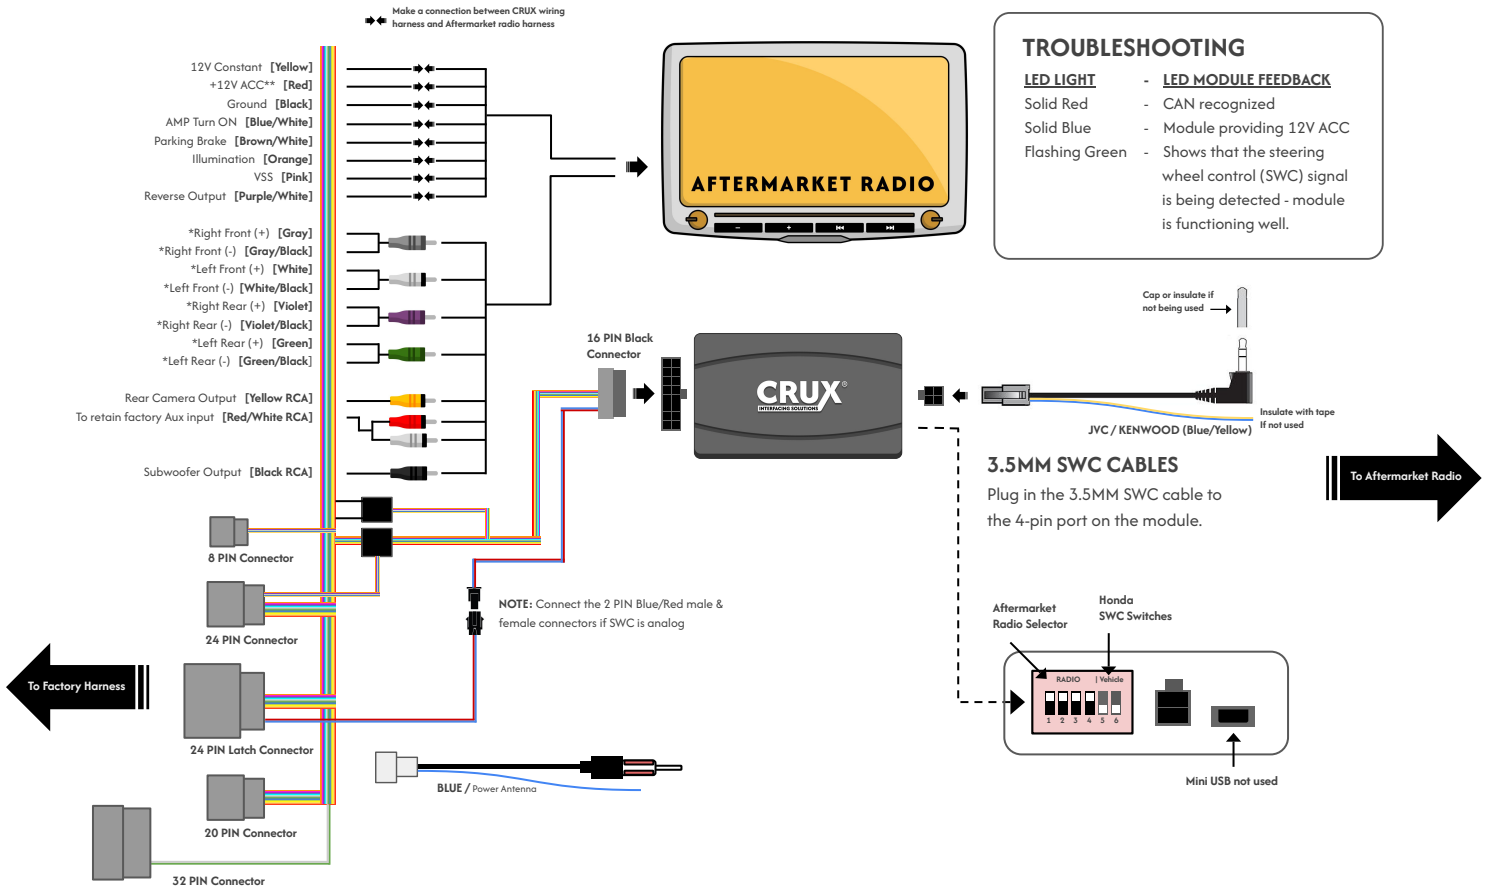 Make a connection between CRUX wiring
harness and Aftermarket radio harness
12V Constant [Yellow]
+12V ACC** [Red]
Ground [Black]
AMP Turn ON [Blue/White]
Parking Brake [Brown/White]
Illumination [Orange]
VSS [Pink]
Reverse Output [Purple/White]
*Right Front (+) [Gray]
*Right Front (-) [Gray/Black]
*Left Front (+) [White]
*Left Front (-) [White/Black]
*Right Rear (+) [Violet]
*Right Rear (-) [Violet/Black]
*Left Rear (+) [Green]
*Left Rear (-) [Green/Black]
Rear Camera Output [Yellow RCA]
To retain factory Aux input [Red/White RCA]
Subwoofer Output [Black RCA]
8 PIN Connector
24 PIN Connector
To Factory Harness
24 PIN Latch Connector
20 PIN Connector
32 PIN Connector
AFTERMARKET RADIO
TROUBLESHOOTING
LED LIGHT - LED MODULE FEEDBACK
Solid Red - CAN recognized
Solid Blue - Module providing 12V ACC
Flashing Green - Shows that the steering
wheel control (SWC) signal
is being detected - module
is functioning well.
16 PIN Black
Connector
CRUX®
INTERFACING SOLUTIONS
Cap or insulate if
not being used
Insulate with tape
If not used
JVC / KENWOOD (Blue/Yellow)
3.5MM SWC CABLES
Plug in the 3.5MM SWC cable to
the 4-pin port on the module.
To Aftermarket Radio
NOTE: Connect the 2 PIN Blue/Red male &
female connectors if SWC is analog
BLUE / Power Antenna
Aftermarket
Radio Selector
Honda
SWC Switches
RADIO | Vehicle
1 2 3 4 5 6
Mini USB not used